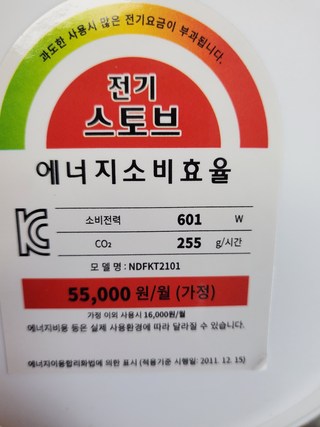 과도한 사용시 많은 전기요금이 부과됩니다.
전기
스토브
에너지소비효율
소비전력 601 W
CO₂ 255 g/시간
모 델 명 : NDFKT2101
55,000 원/월 (가정)
가정 이외 사용시 16,000원/월
에너지비용 등은 실제 사용환경에 따라 달라질 수 있습니다.
에너지이용합리화법에 의한 표시 (적용기준 시행일: 2011. 12. 15)